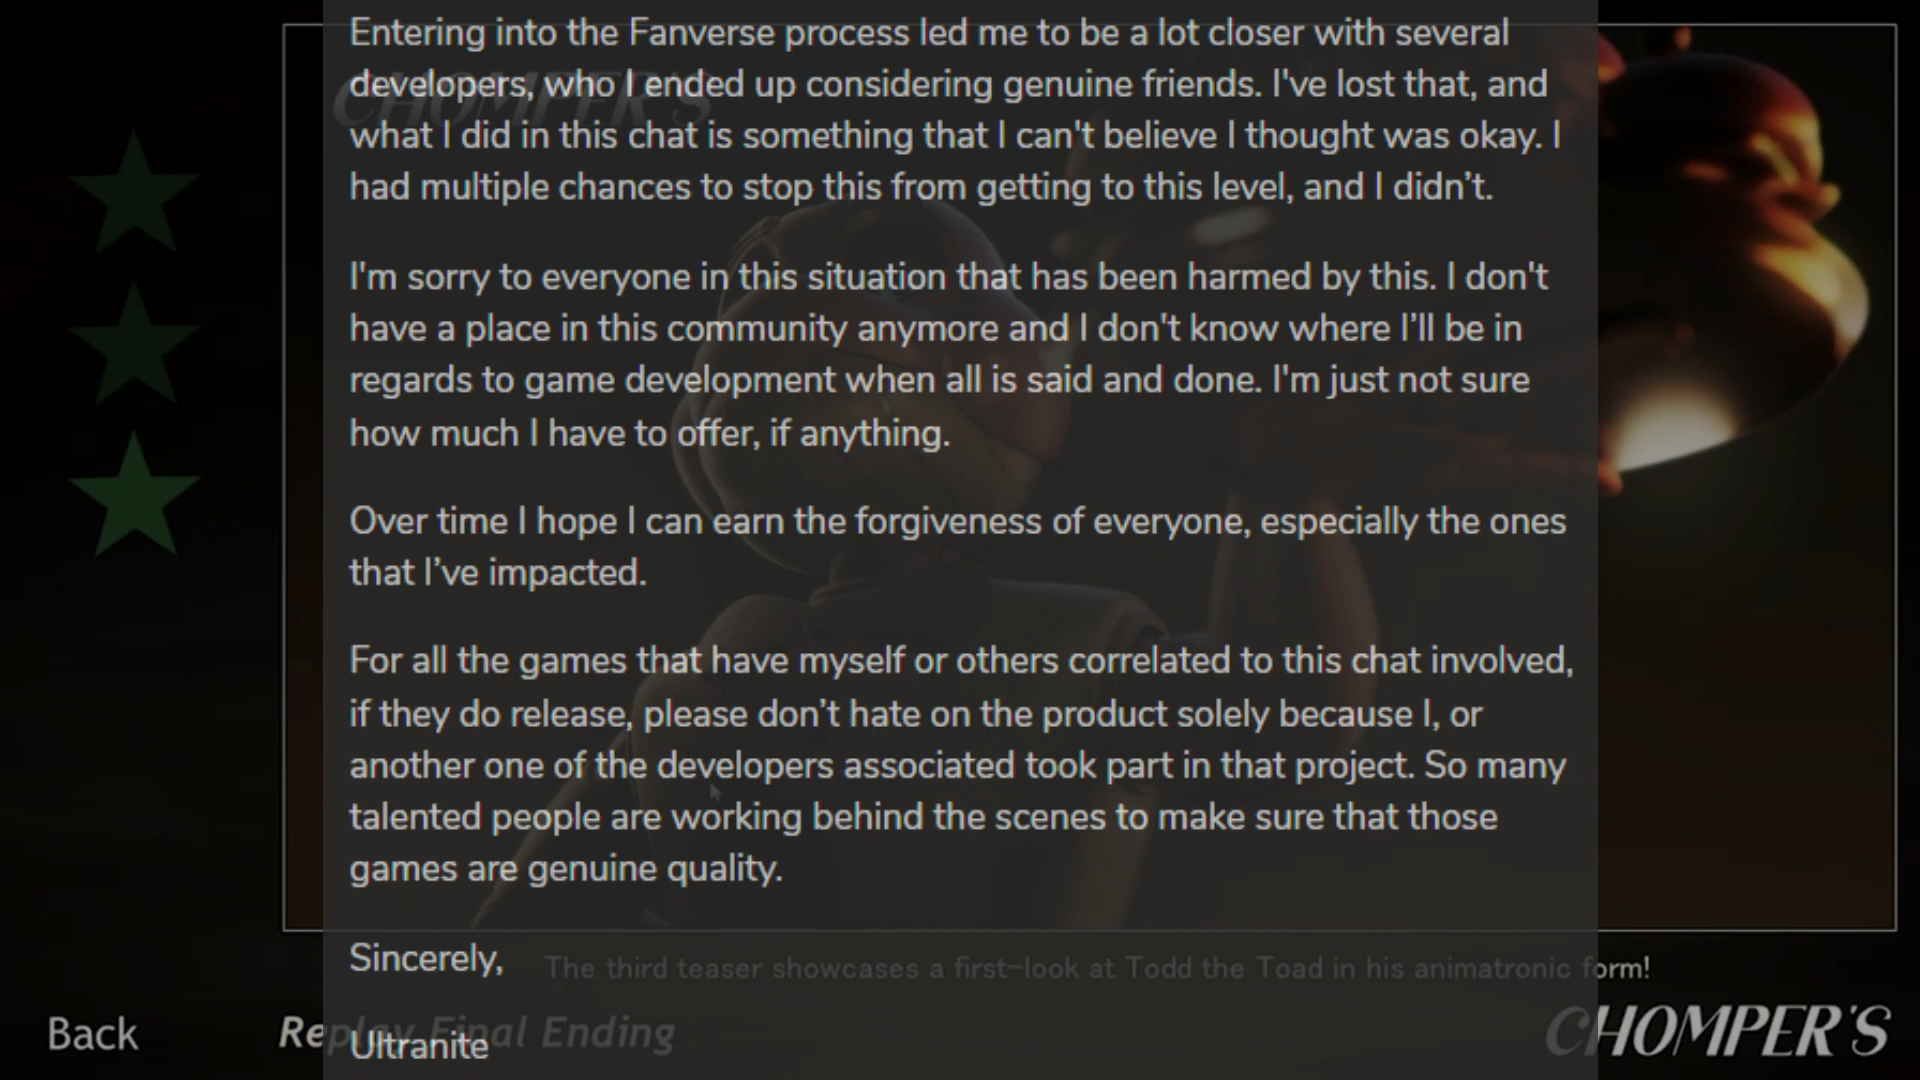 Entering into the Fanverse process led me to be a lot closer with several
developers, who I ended up considering genuine friends. I've lost that, and
what I did in this chat is something that I can't believe I thought was okay. I
had multiple chances to stop this from getting to this level, and I didn’t.
I'm sorry to everyone in this situation that has been harmed by this. I don't
have a place in this community anymore and I don't know where I’ll be in
regards to game development when all is said and done. I'm just not sure
how much I have to offer, if anything.
Over time I hope I can earn the forgiveness of everyone, especially the ones
that I’ve impacted.
For all the games that have myself or others correlated to this chat involved,
if they do release, please don’t hate on the product solely because I, or
another one of the developers associated took part in that project. So many
talented people are working behind the scenes to make sure that those
games are genuine quality.
Sincerely,
Ultranite
CHOMPER'S
The third teaser showcases a first-look at Todd the Toad in his animatronic form!
Back
Replay Final Ending
CHOMPER'S